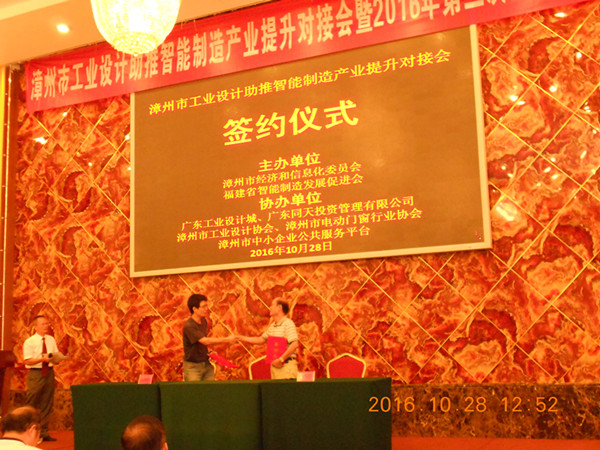 漳州市工业设计助推智能制造产业提升对接会暨2016年第二次
漳州市工业设计助推智能制造产业提升对接会
签约仪式
主办单位
漳州市经济和信息化委员会
福建省智能制造发展促进会
协办单位
广东工业设计城、广东同天投资管理有限公司
漳州市工业设计协会、漳州市电动门窗行业协会
漳州市中小企业公共服务平台
2016年10月28日
2016.10.28 12:52